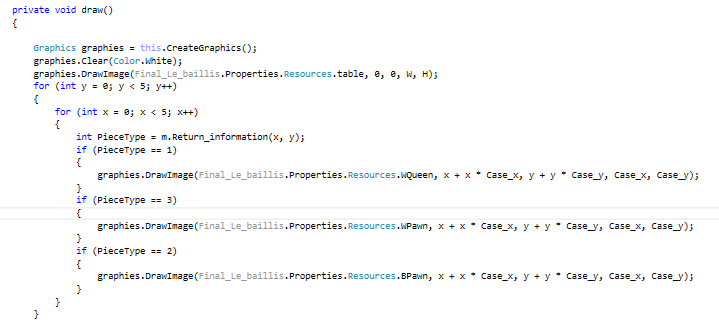 private void draw()
{
Graphics graphies = this.CreateGraphics();
graphies.Clear(Color.White);
graphies.DrawImage(Final_Le_baillis.Properties.Resources.table, 0, 0, W, H);
for (int y = 0; y < 5; y++)
{
for (int x = 0; x < 5; x++)
{
int PieceType = m.Return_information(x, y);
if (PieceType == 1)
{
graphies.DrawImage(Final_Le_baillis.Properties.Resources.WQueen, x + x * Case_x, y + y * Case_y, Case_x, Case_y);
}
if (PieceType == 3)
{
graphies.DrawImage(Final_Le_baillis.Properties.Resources.WPawn, x + x * Case_x, y + y * Case_y, Case_x, Case_y);
}
if (PieceType == 2)
{
graphies.DrawImage(Final_Le_baillis.Properties.Resources.BPawn, x + x * Case_x, y + y * Case_y, Case_x, Case_y);
}
}
}